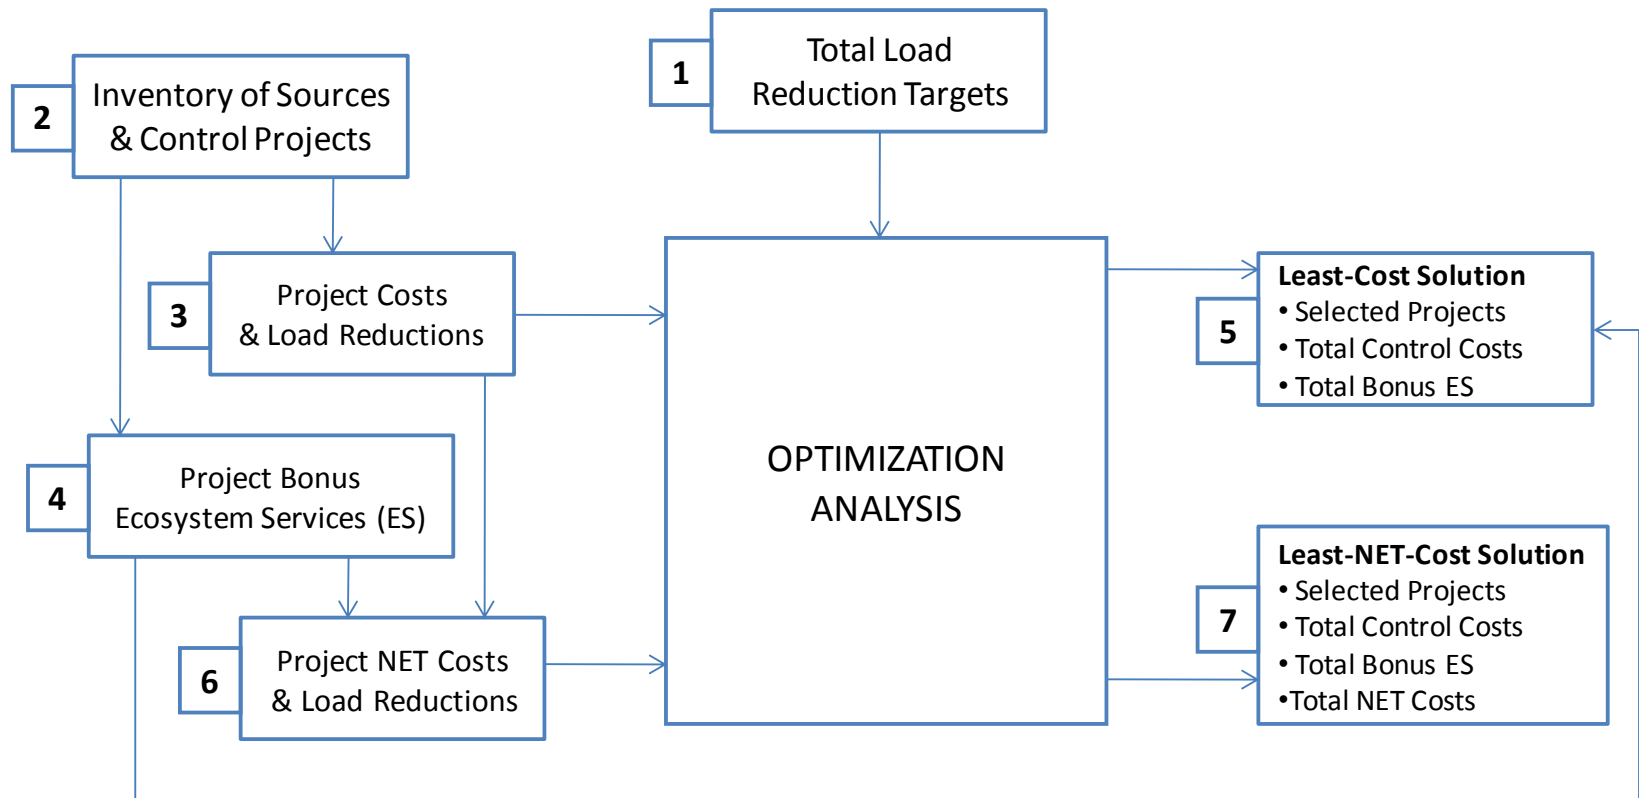 1
Total Load
Reduction Targets
2
Inventory of Sources
& Control Projects
3
Project Costs
& Load Reductions
4
Project Bonus
Ecosystem Services (ES)
6
Project NET Costs
& Load Reductions
OPTIMIZATION
ANALYSIS
5
Least-Cost Solution
• Selected Projects
• Total Control Costs
• Total Bonus ES
7
Least-NET-Cost Solution
• Selected Projects
• Total Control Costs
• Total Bonus ES
•Total NET Costs